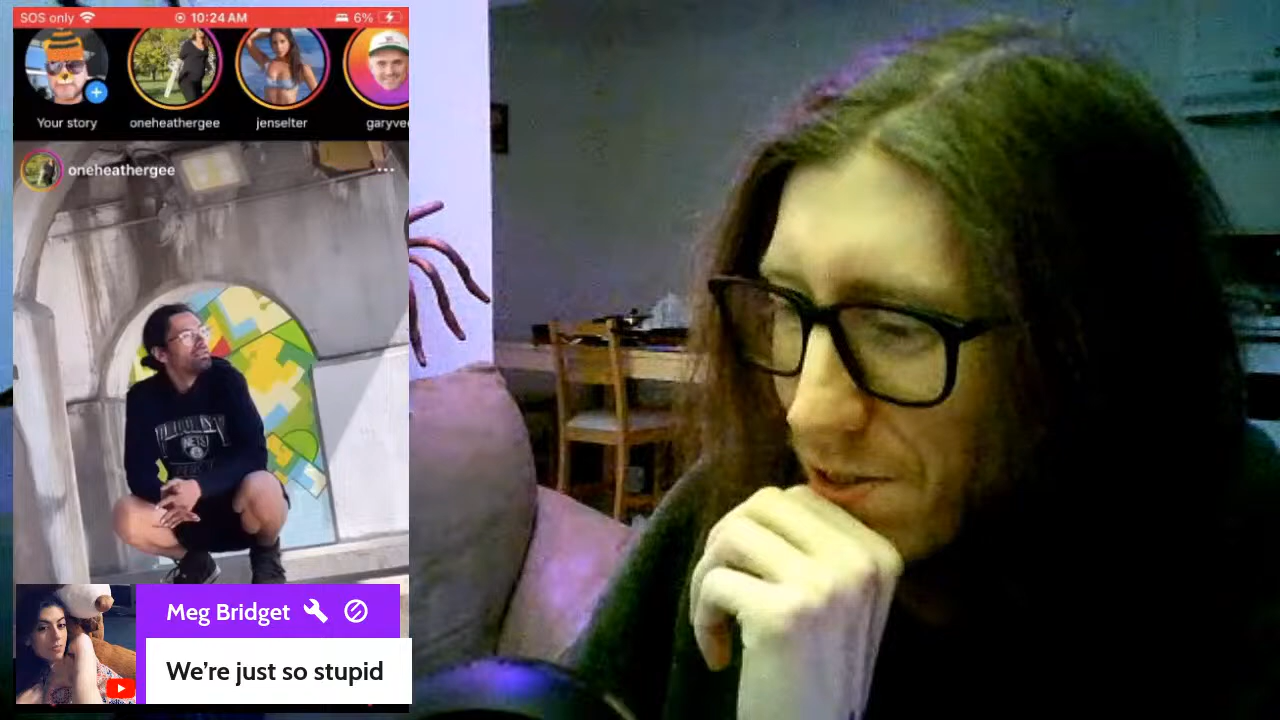 SOS only 10:24 AM 6%
Your story oneheathergee jenselter garyvee
oneheathergee
NETS
Meg Bridget
We're just so stupid